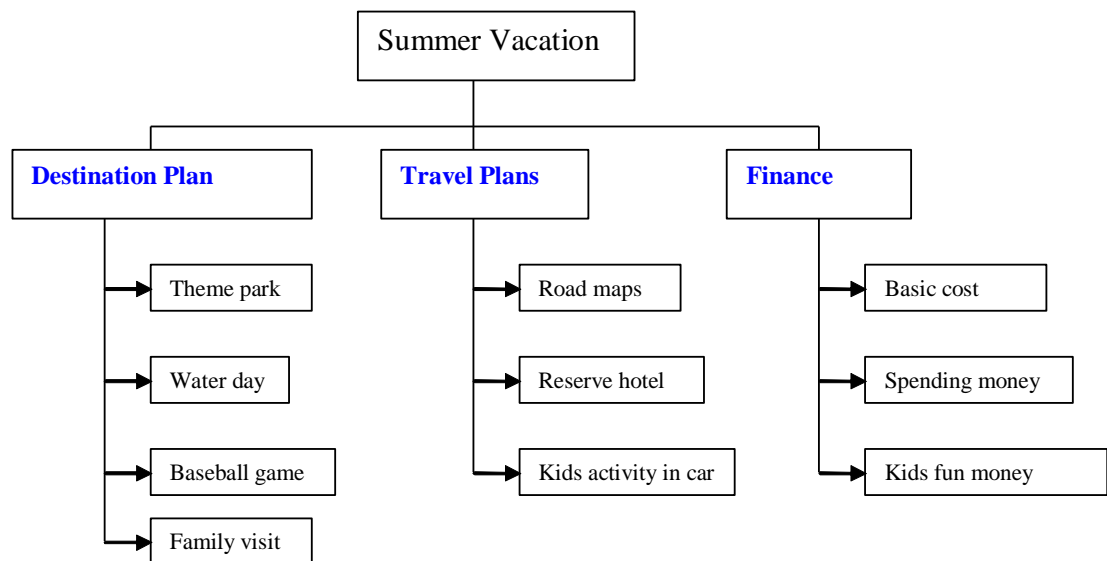 Summer Vacation
Destination Plan
Travel Plans
Finance
Theme park
Road maps
Basic cost
Water day
Reserve hotel
Spending money
Baseball game
Kids activity in car
Kids fun money
Family visit